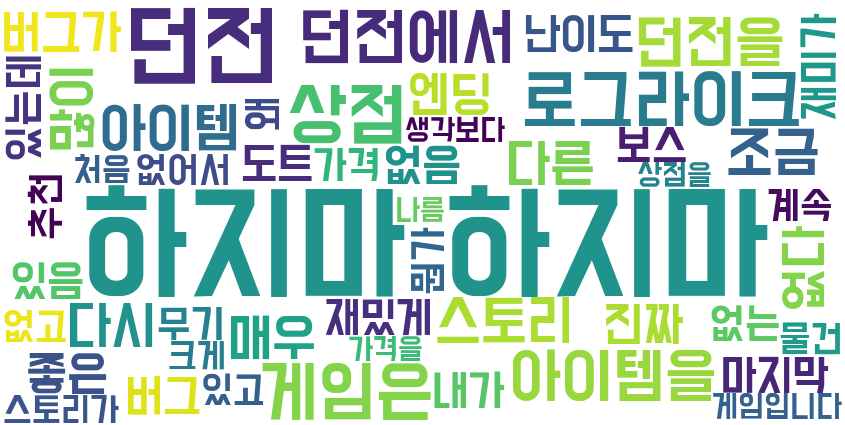 버그가 던전 던전에서 난이도 던전을 기미재
있는데 많이 아이템 왜 상점 엔딩 로그라이크
생각보다 보스 조금
처음 없어서 도트 가격 없음 다른 상점을
추천 하지마 하지마 나름 계속
있음 뭔가 없다
없고 다시 무기 매우 재밌게 스토리 진짜 없는 물건
좋은 크게 가격을
스토리가 버그 있고 게임은 내가 아이템을 마지막
게임입니다